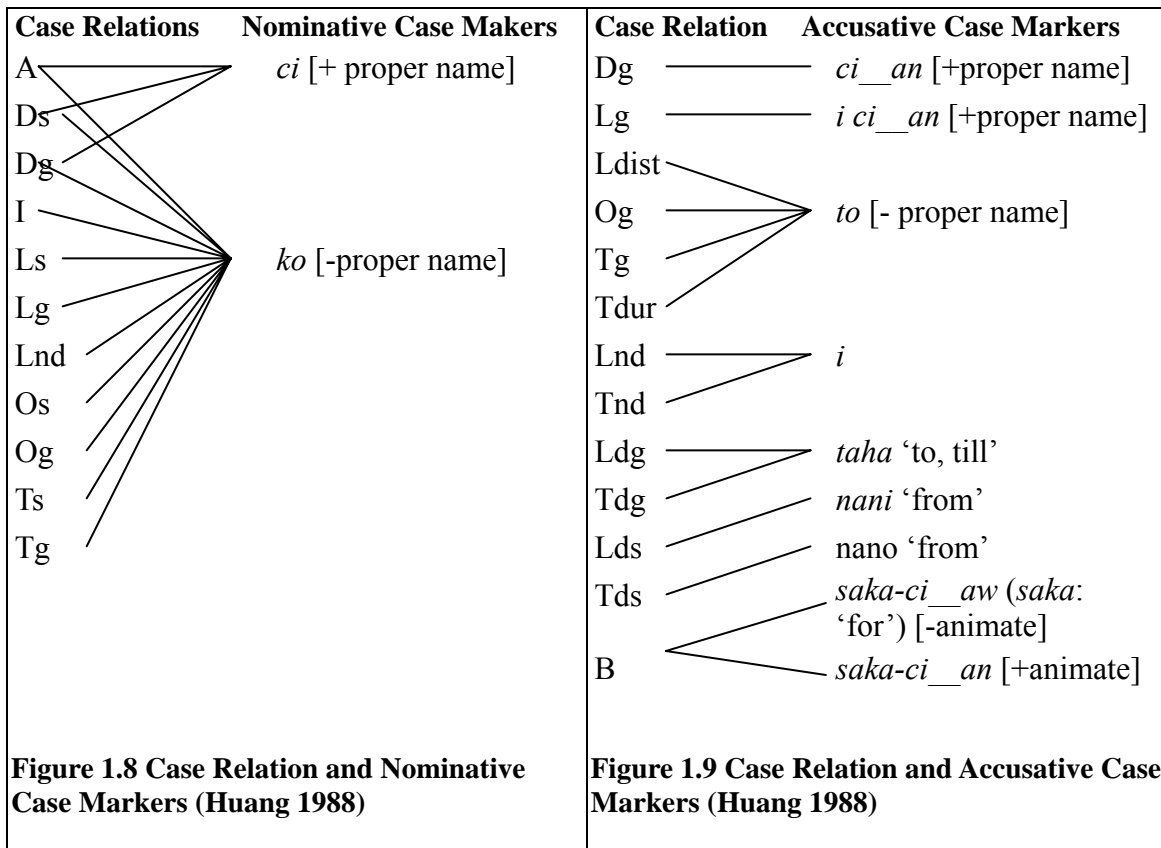 Case Relations Nominative Case Makers
A ci [+ proper name]
Ds
Dg
I
Ls ko [-proper name]
Lg
Lnd
Os
Og
Ts
Tg
Figure 1.8 Case Relation and Nominative
Case Markers (Huang 1988)
Case Relation Accusative Case Markers
Dg ci__an [+proper name]
Lg i ci__an [+proper name]
Ldist
Og to [- proper name]
Tg
Tdur
Lnd i
Tnd
Ldg taha ‘to, till’
Tdg nani ‘from’
Lds nano ‘from’
Tds saka-ci__aw (saka:
‘for’) [-animate]
B saka-ci__an [+animate]
Figure 1.9 Case Relation and Accusative Case
Markers (Huang 1988)